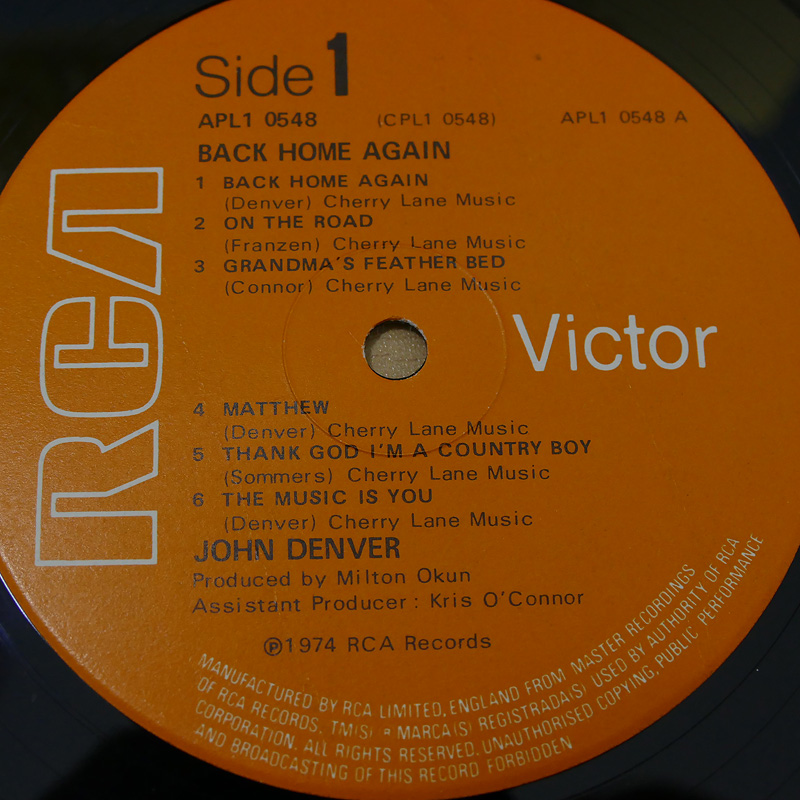 Side 1
APL1 0548 (CPL1 0548) APL1 0548 A
BACK HOME AGAIN
1 BACK HOME AGAIN
(Denver) Cherry Lane Music
2 ON THE ROAD
(Franzen) Cherry Lane Music
3 GRANDMA'S FEATHER BED
(Connor) Cherry Lane Music
RCA
Victor
4 MATTHEW
(Denver) Cherry Lane Music
5 THANK GOD I'M A COUNTRY BOY
(Sommers) Cherry Lane Music
6 THE MUSIC IS YOU
(Denver) Cherry Lane Music
JOHN DENVER
Produced by Milton Okun
Assistant Producer : Kris O'Connor
℗1974 RCA Records
MANUFACTURED BY RCA LIMITED, ENGLAND FROM MASTER RECORDINGS
OF RCA RECORDS, TM(S) ® MARCA(S) REGISTRADA(S) USED BY AUTHORITY OF RCA
CORPORATION. ALL RIGHTS RESERVED. UNAUTHORISED COPYING, PUBLIC PERFORMANCE
AND BROADCASTING OF THIS RECORD FORBIDDEN